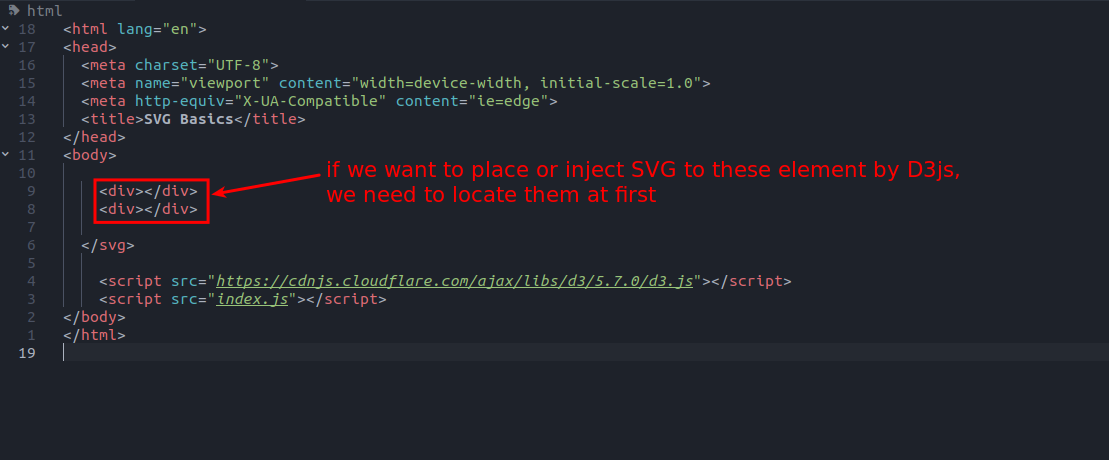 html
18 <html lang="en">
17 <head>
16 <meta charset="UTF-8">
15 <meta name="viewport" content="width=device-width, initial-scale=1.0">
14 <meta http-equiv="X-UA-Compatible" content="ie=edge">
13 <title>SVG Basics</title>
12 </head>
11 <body>
10
if we want to place or inject SVG to these element by D3js,
we need to locate them at first
9 <div></div>
8 <div></div>
7
6 </svg>
5
4 <script src="https://cdnjs.cloudflare.com/ajax/libs/d3/5.7.0/d3.js"></script>
3 <script src="index.js"></script>
2 </body>
1 </html>
19